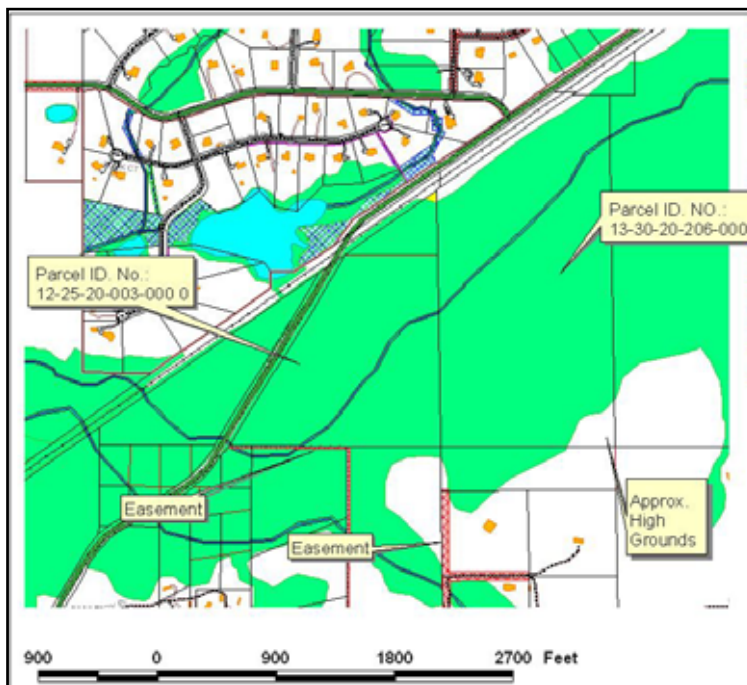 Parcel ID. NO.:
13-30-20-206-000
Parcel ID. No.:
12-25-20-003-000 0
Easement
Easement
Approx.
High
Grounds
900 0 900 1800 2700 Feet